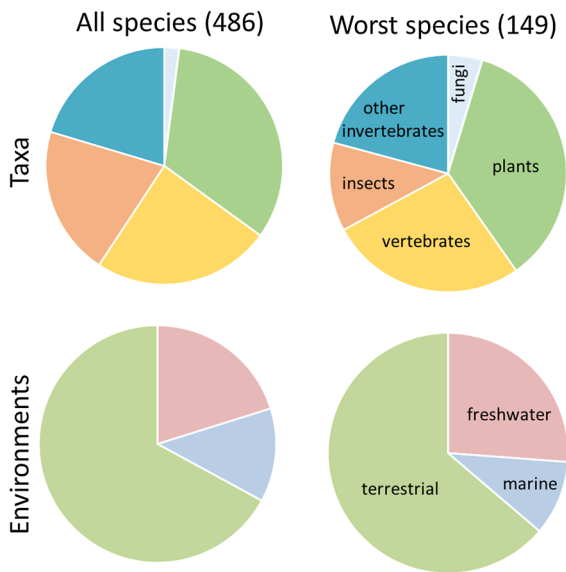 All species (486)
Worst species (149)
Taxa
fungi
other
invertebrates
plants
insects
vertebrates
Environments
freshwater
marine
terrestrial